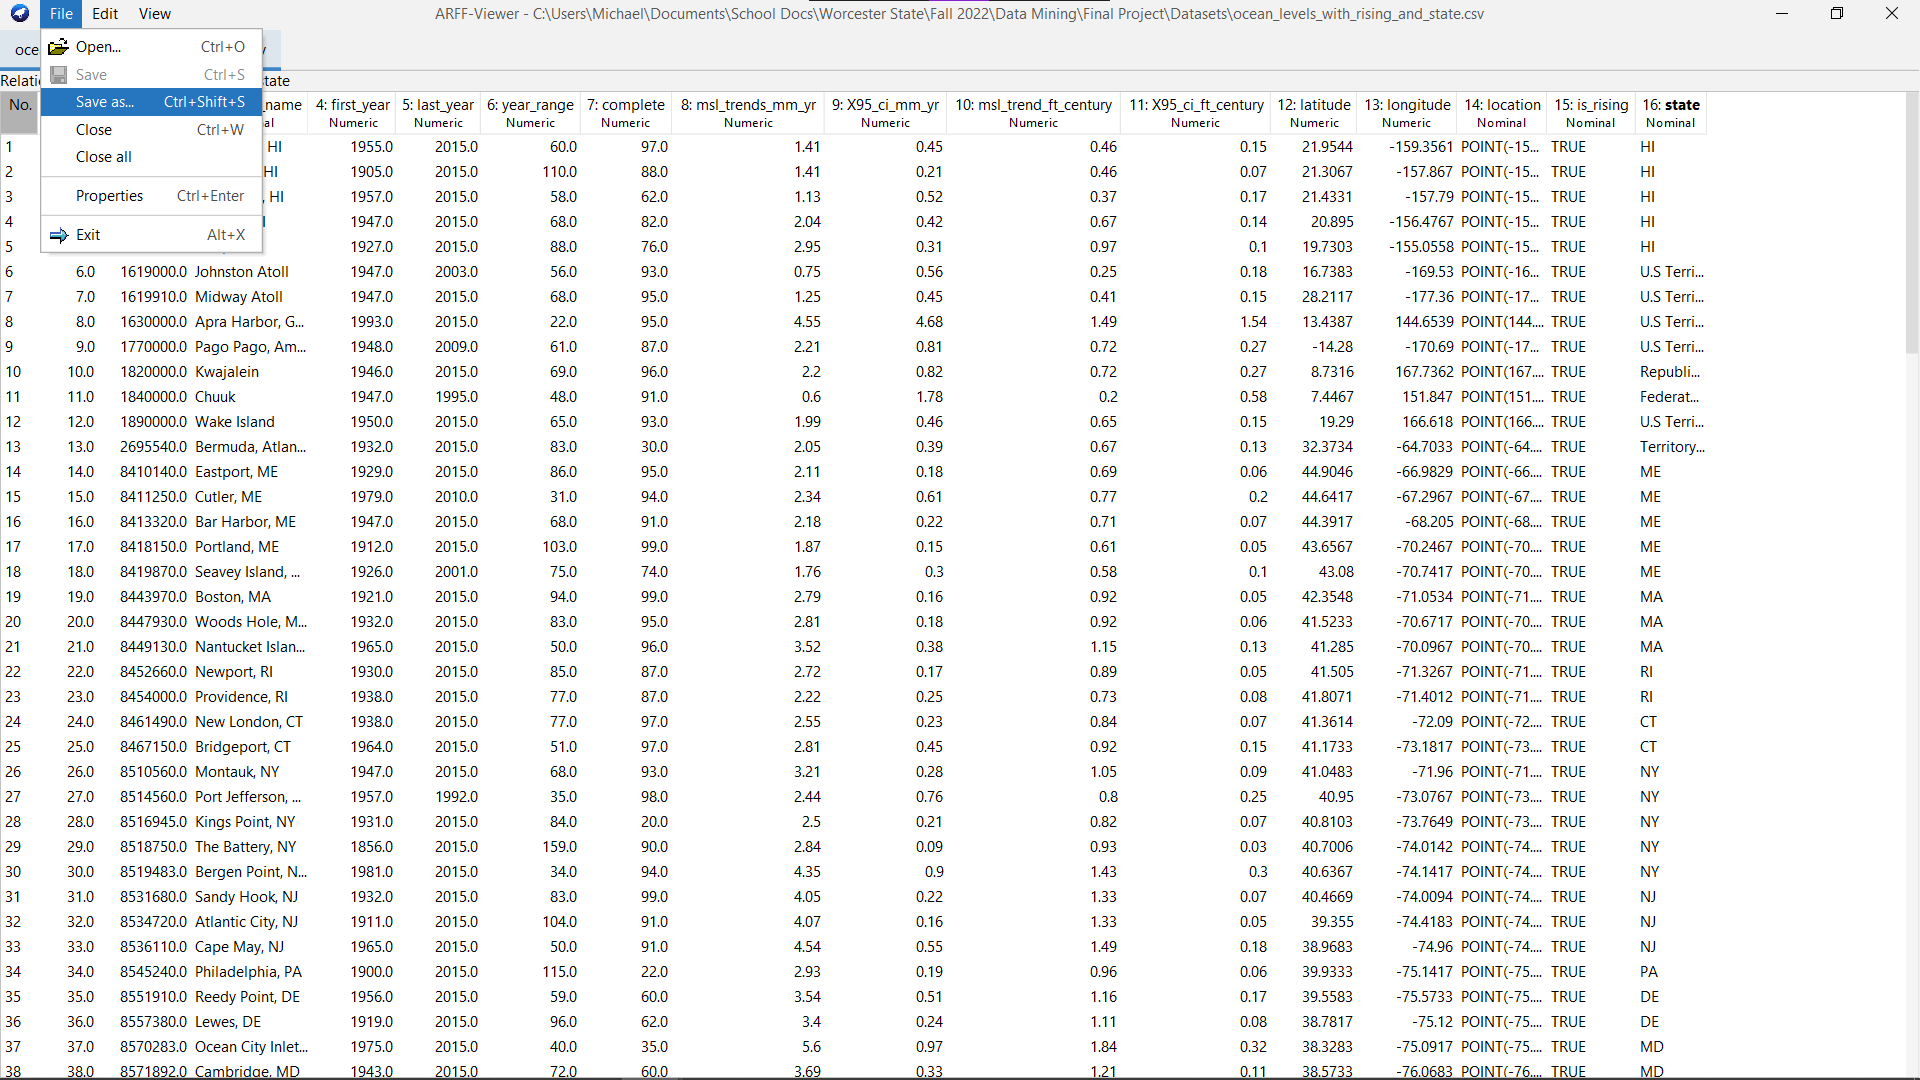 File Edit View ARFF-Viewer - C:\Users\Michael\Documents\School Docs\Worcester State\Fall 2022\Data Mining\Final Project\Datasets\ocean_levels_with_rising_and_state.csv
Open... Ctrl+O
Save Ctrl+S
Save as... Ctrl+Shift+S
Close Ctrl+W
Close all
Properties Ctrl+Enter
Exit Alt+X
No. 4: first_year 5: last_year 6: year_range 7: complete 8: msl_trends_mm_yr 9: X95_ci_mm_yr 10: msl_trend_ft_century 11: X95_ci_ft_century 12: latitude 13: longitude 14: location 15: is_rising 16: state
Numeric Numeric Numeric Numeric Numeric Numeric Numeric Numeric Numeric Numeric Nominal Nominal Nominal
1 HI 1955.0 2015.0 60.0 97.0 1.41 0.45 0.46 0.15 21.9544 -159.3561 POINT(-15... TRUE HI
2 HI 1905.0 2015.0 110.0 88.0 1.41 0.21 0.46 0.07 21.3067 -157.867 POINT(-15... TRUE HI
3 , HI 1957.0 2015.0 58.0 62.0 1.13 0.52 0.37 0.17 21.4331 -157.79 POINT(-15... TRUE HI
4 1947.0 2015.0 68.0 82.0 2.04 0.42 0.67 0.14 20.895 -156.4767 POINT(-15... TRUE HI
5 1927.0 2015.0 88.0 76.0 2.95 0.31 0.97 0.1 19.7303 -155.0558 POINT(-15... TRUE HI
6 6.0 1619000.0 Johnston Atoll 1947.0 2003.0 56.0 93.0 0.75 0.56 0.25 0.18 16.7383 -169.53 POINT(-16... TRUE U.S Terri...
7 7.0 1619910.0 Midway Atoll 1947.0 2015.0 68.0 95.0 1.25 0.45 0.41 0.15 28.2117 -177.36 POINT(-17... TRUE U.S Terri...
8 8.0 1630000.0 Apra Harbor, G... 1993.0 2015.0 22.0 95.0 4.55 4.68 1.49 1.54 13.4387 144.6539 POINT(144.... TRUE U.S Terri...
9 9.0 1770000.0 Pago Pago, Am... 1948.0 2009.0 61.0 87.0 2.21 0.81 0.72 0.27 -14.28 -170.69 POINT(-17... TRUE U.S Terri...
10 10.0 1820000.0 Kwajalein 1946.0 2015.0 69.0 96.0 2.2 0.82 0.72 0.27 8.7316 167.7362 POINT(167.... TRUE Republi...
11 11.0 1840000.0 Chuuk 1947.0 1995.0 48.0 91.0 0.6 1.78 0.2 0.58 7.4467 151.847 POINT(151.... TRUE Federat...
12 12.0 1890000.0 Wake Island 1950.0 2015.0 65.0 93.0 1.99 0.46 0.65 0.15 19.29 166.618 POINT(166.... TRUE U.S Terri...
13 13.0 2695540.0 Bermuda, Atlan... 1932.0 2015.0 83.0 30.0 2.05 0.39 0.67 0.13 32.3734 -64.7033 POINT(-64.... TRUE Territory...
14 14.0 8410140.0 Eastport, ME 1929.0 2015.0 86.0 95.0 2.11 0.18 0.69 0.06 44.9046 -66.9829 POINT(-66.... TRUE ME
15 15.0 8411250.0 Cutler, ME 1979.0 2010.0 31.0 94.0 2.34 0.61 0.77 0.2 44.6417 -67.2967 POINT(-67.... TRUE ME
16 16.0 8413320.0 Bar Harbor, ME 1947.0 2015.0 68.0 91.0 2.18 0.22 0.71 0.07 44.3917 -68.205 POINT(-68.... TRUE ME
17 17.0 8418150.0 Portland, ME 1912.0 2015.0 103.0 99.0 1.87 0.15 0.61 0.05 43.6567 -70.2467 POINT(-70.... TRUE ME
18 18.0 8419870.0 Seavey Island, ... 1926.0 2001.0 75.0 74.0 1.76 0.3 0.58 0.1 43.08 -70.7417 POINT(-70.... TRUE ME
19 19.0 8443970.0 Boston, MA 1921.0 2015.0 94.0 99.0 2.79 0.16 0.92 0.05 42.3548 -71.0534 POINT(-71.... TRUE MA
20 20.0 8447930.0 Woods Hole, M... 1932.0 2015.0 83.0 95.0 2.81 0.18 0.92 0.06 41.5233 -70.6717 POINT(-70.... TRUE MA
21 21.0 8449130.0 Nantucket Islan... 1965.0 2015.0 50.0 96.0 3.52 0.38 1.15 0.13 41.285 -70.0967 POINT(-70.... TRUE MA
22 22.0 8452660.0 Newport, RI 1930.0 2015.0 85.0 87.0 2.72 0.17 0.89 0.05 41.505 -71.3267 POINT(-71.... TRUE RI
23 23.0 8454000.0 Providence, RI 1938.0 2015.0 77.0 87.0 2.22 0.25 0.73 0.08 41.8071 -71.4012 POINT(-71.... TRUE RI
24 24.0 8461490.0 New London, CT 1938.0 2015.0 77.0 97.0 2.55 0.23 0.84 0.07 41.3614 -72.09 POINT(-72.... TRUE CT
25 25.0 8467150.0 Bridgeport, CT 1964.0 2015.0 51.0 97.0 2.81 0.45 0.92 0.15 41.1733 -73.1817 POINT(-73.... TRUE CT
26 26.0 8510560.0 Montauk, NY 1947.0 2015.0 68.0 93.0 3.21 0.28 1.05 0.09 41.0483 -71.96 POINT(-71.... TRUE NY
27 27.0 8514560.0 Port Jefferson, ... 1957.0 1992.0 35.0 98.0 2.44 0.76 0.8 0.25 40.95 -73.0767 POINT(-73.... TRUE NY
28 28.0 8516945.0 Kings Point, NY 1931.0 2015.0 84.0 20.0 2.5 0.21 0.82 0.07 40.8103 -73.7649 POINT(-73.... TRUE NY
29 29.0 8518750.0 The Battery, NY 1856.0 2015.0 159.0 90.0 2.84 0.09 0.93 0.03 40.7006 -74.0142 POINT(-74.... TRUE NY
30 30.0 8519483.0 Bergen Point, N... 1981.0 2015.0 34.0 94.0 4.35 0.9 1.43 0.3 40.6367 -74.1417 POINT(-74.... TRUE NY
31 31.0 8531680.0 Sandy Hook, NJ 1932.0 2015.0 83.0 99.0 4.05 0.22 1.33 0.07 40.4669 -74.0094 POINT(-74.... TRUE NJ
32 32.0 8534720.0 Atlantic City, NJ 1911.0 2015.0 104.0 91.0 4.07 0.16 1.33 0.05 39.355 -74.4183 POINT(-74.... TRUE NJ
33 33.0 8536110.0 Cape May, NJ 1965.0 2015.0 50.0 91.0 4.54 0.55 1.49 0.18 38.9683 -74.96 POINT(-74.... TRUE NJ
34 34.0 8545240.0 Philadelphia, PA 1900.0 2015.0 115.0 22.0 2.93 0.19 0.96 0.06 39.9333 -75.1417 POINT(-75.... TRUE PA
35 35.0 8551910.0 Reedy Point, DE 1956.0 2015.0 59.0 60.0 3.54 0.51 1.16 0.17 39.5583 -75.5733 POINT(-75.... TRUE DE
36 36.0 8557380.0 Lewes, DE 1919.0 2015.0 96.0 62.0 3.4 0.24 1.11 0.08 38.7817 -75.12 POINT(-75.... TRUE DE
37 37.0 8570283.0 Ocean City Inlet... 1975.0 2015.0 40.0 35.0 5.6 0.97 1.84 0.32 38.3283 -75.0917 POINT(-75.... TRUE MD
38 38.0 8571892.0 Cambridge, MD 1943.0 2015.0 72.0 60.0 3.69 0.33 1.21 0.11 38.5733 -76.0683 POINT(-76.... TRUE MD